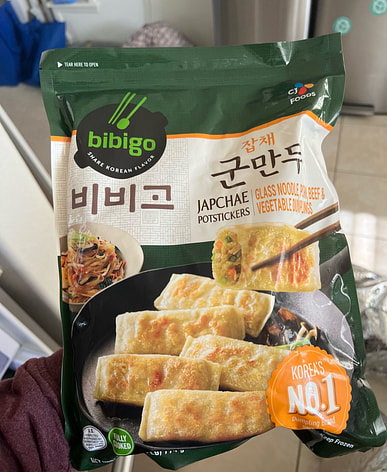 TEAR HERE TO OPEN
CJ
FOODS
bibigo
SHARE KOREAN FLAVOR
비비고
잡채
군만두
JAPCHAE
POTSTICKERS
GLASS NOODLE, PORK, BEEF &
VEGETABLE DUMPLINGS
KOREA'S
NO.1
FULLY
COOKED